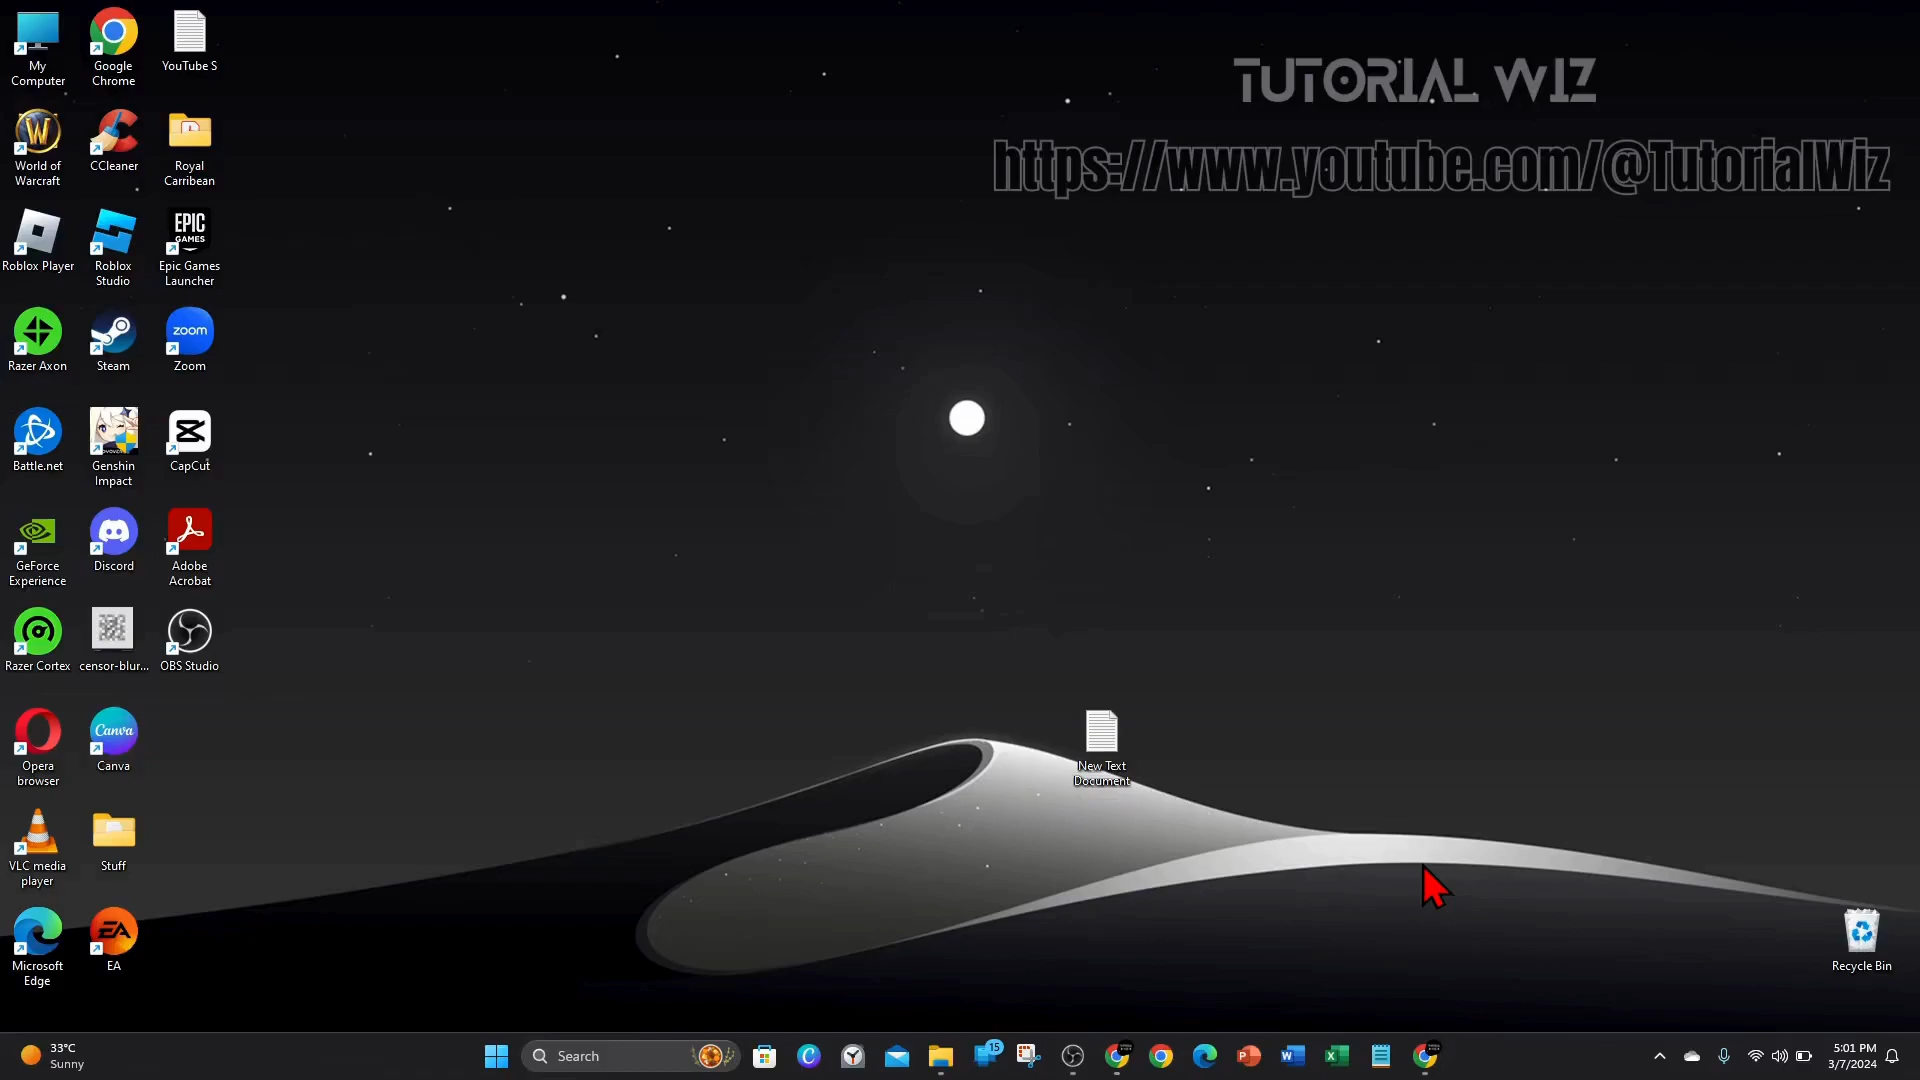 TUTORIAL WIZ
https://www.youtube.com/@TutorialWiz
My
Computer
Google
Chrome
YouTube S
World of
Warcraft
CCleaner
Royal
Carribean
Roblox Player
Roblox
Studio
EPIC
GAMES
Epic Games
Launcher
Razer Axon
Steam
zoom
Zoom
Battle.net
Genshin
Impact
CapCut
GeForce
Experience
Discord
Adobe
Acrobat
Razer Cortex
censor-blur...
OBS Studio
Opera
browser
Canva
Canva
New Text
Document
VLC media
player
Stuff
Microsoft
Edge
EA
EA
Recycle Bin
33°C
Sunny
Search
15
5:01 PM
3/7/2024